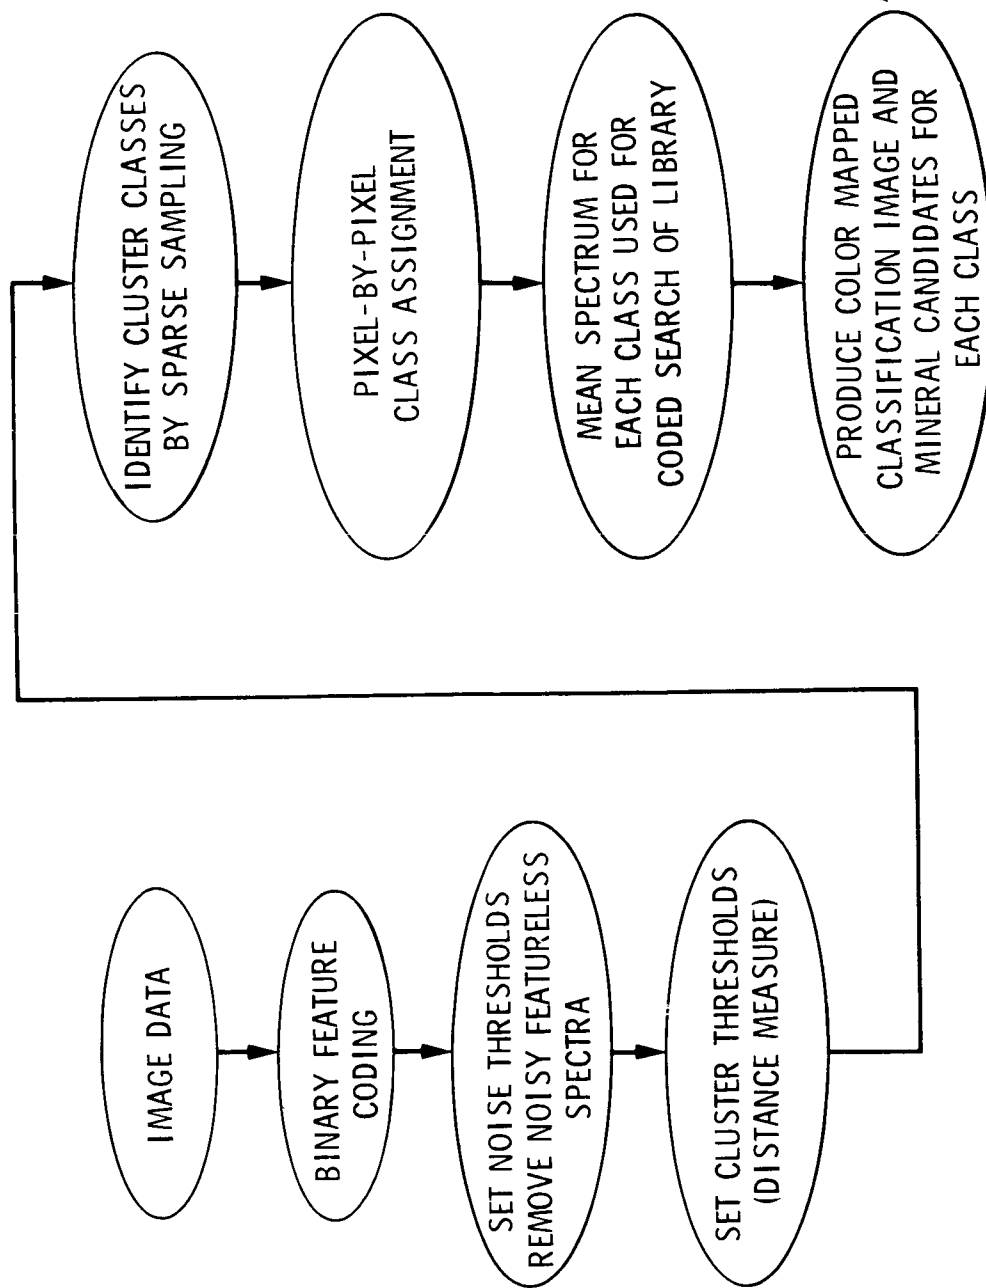 IMAGE DATA
BINARY FEATURE
CODING
SET NOISE THRESHOLDS
REMOVE NOISY FEATURELESS
SPECTRA
SET CLUSTER THRESHOLDS
(DISTANCE MEASURE)
IDENTIFY CLUSTER CLASSES
BY SPARSE SAMPLING
PIXEL-BY-PIXEL
CLASS ASSIGNMENT
MEAN SPECTRUM FOR
EACH CLASS USED FOR
CODED SEARCH OF LIBRARY
PRODUCE COLOR MAPPED
CLASSIFICATION IMAGE AND
MINERAL CANDIDATES FOR
EACH CLASS